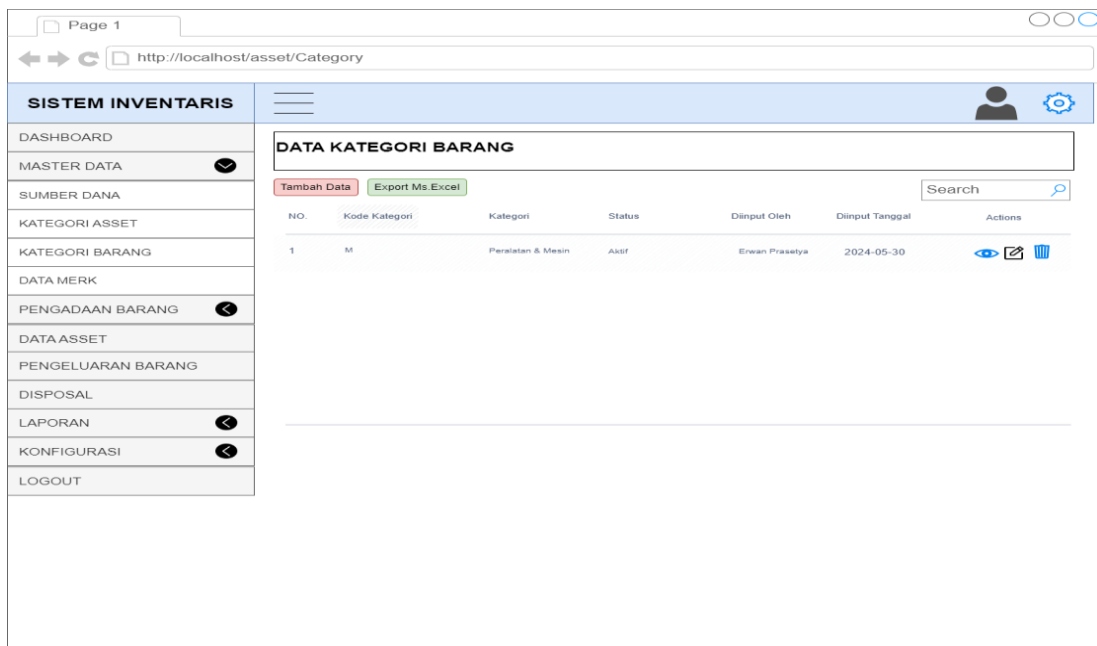 Page 1
http://localhost/asset/Category
SISTEM INVENTARIS
DASHBOARD
MASTER DATA
SUMBER DANA
KATEGORI ASSET
KATEGORI BARANG
DATA MERK
PENGADAAN BARANG
DATA ASSET
PENGELUARAN BARANG
DISPOSAL
LAPORAN
KONFIGURASI
LOGOUT
DATA KATEGORI BARANG
Tambah Data Export Ms.Excel Search
NO. Kode Kategori Kategori Status Diinput Oleh Diinput Tanggal Actions
1 M Peralatan & Mesin Aktif Erwan Prasetya 2024-05-30